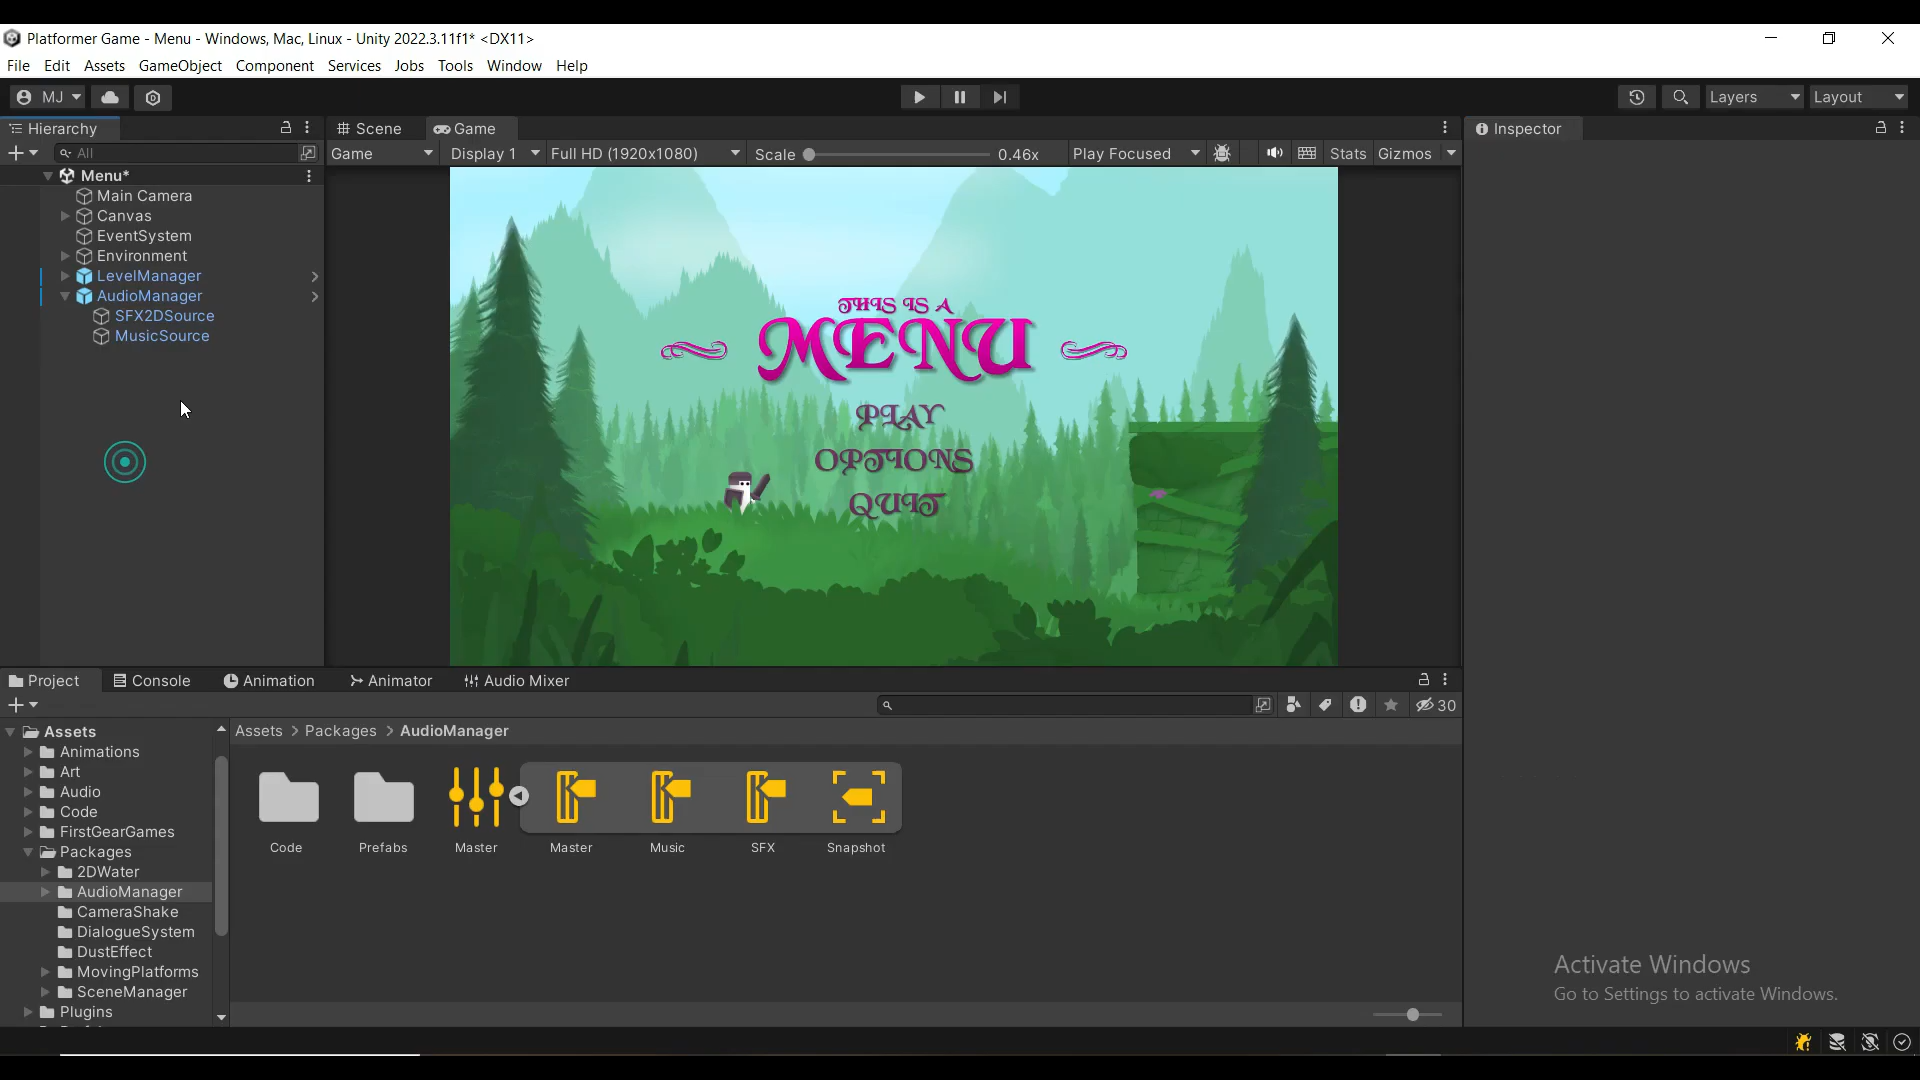 Platformer Game - Menu - Windows, Mac, Linux - Unity 2022.3.11f1* <DX11>
File Edit Assets GameObject Component Services Jobs Tools Window Help
MJ Layers Layout
Hierarchy Scene Game Inspector
All Game Display 1 Full HD (1920x1080) Scale 0.46x Play Focused Stats Gizmos
Menu*
Main Camera
Canvas
EventSystem
Environment
LevelManager
AudioManager
SFX2DSource
MusicSource
THIS IS A
MENU
PLAY
OPTIONS
QUIT
Project Console Animation Animator Audio Mixer
30
Assets
Animations
Art
Audio
Code
FirstGearGames
Packages
2DWater
AudioManager
CameraShake
DialogueSystem
DustEffect
MovingPlatforms
SceneManager
Plugins
Assets > Packages > AudioManager
Code Prefabs Master Master Music SFX Snapshot
Activate Windows
Go to Settings to activate Windows.